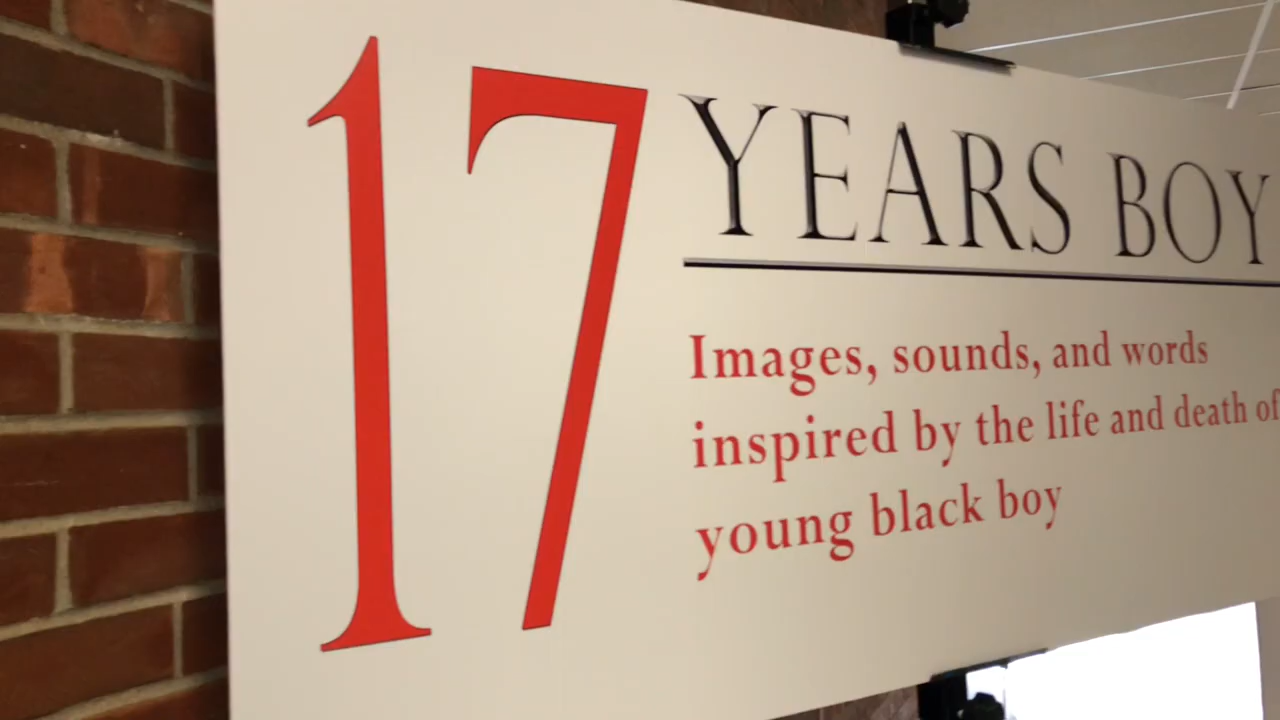 17 YEARS BOY
Images, sounds, and words
inspired by the life and death of
young black boy